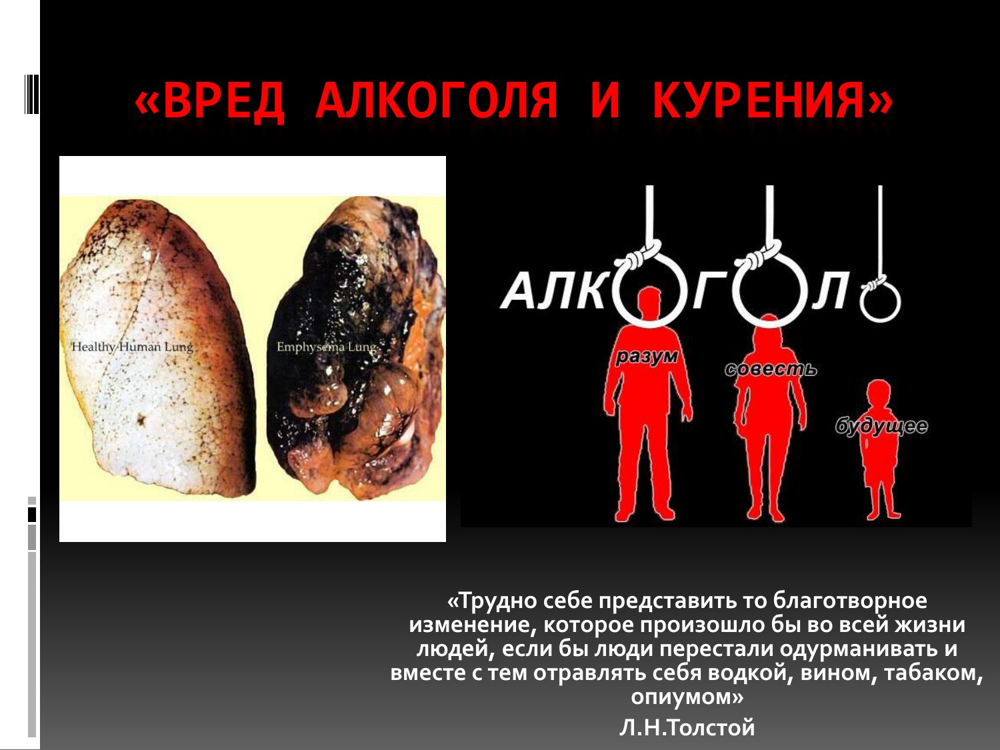 «ВРЕД АЛКОГОЛЯ И КУРЕНИЯ»
Healthy Human Lung
Emphysema Lung
АЛКОГОЛЬ
разум
совесть
будущее
«Трудно себе представить то благотворное
изменение, которое произошло бы во всей жизни
людей, если бы люди перестали одурманивать и
вместе с тем отравлять себя водкой, вином, табаком,
опиумом»
Л.Н.Толстой